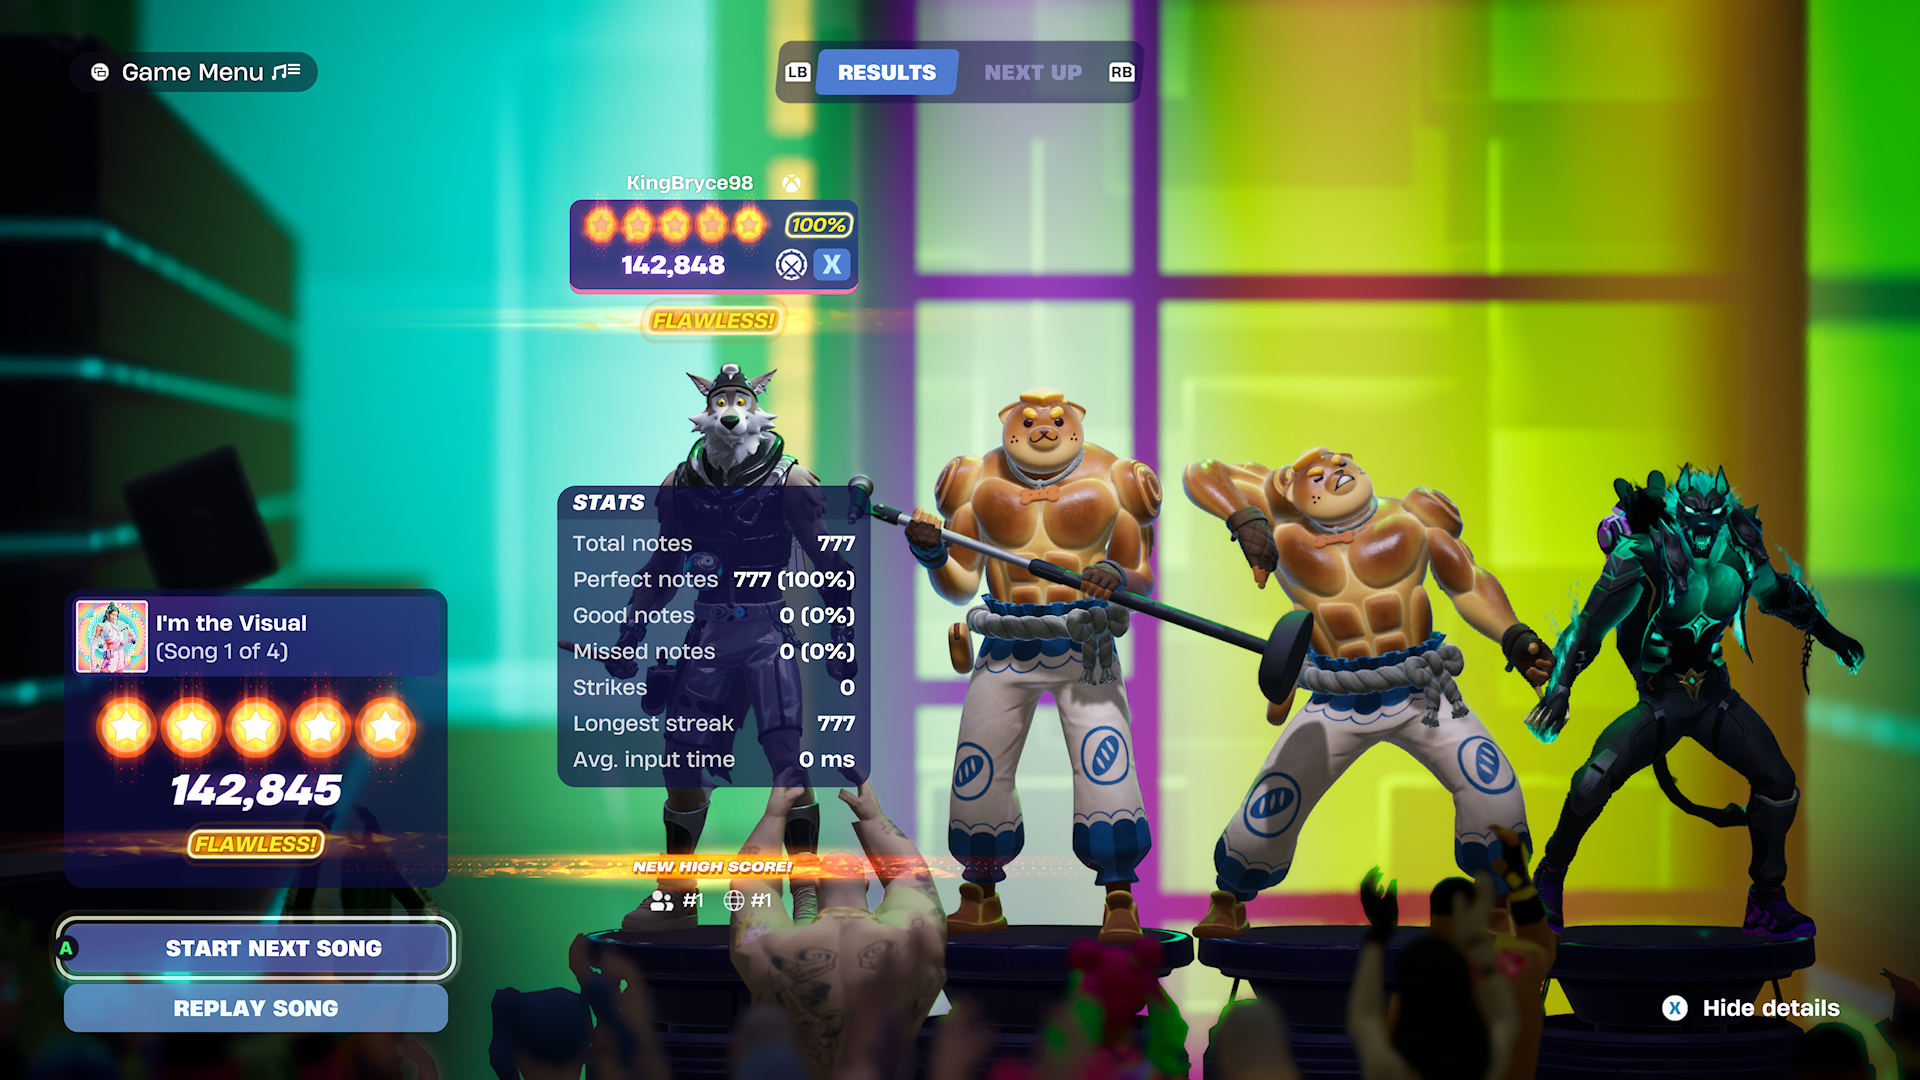 Game Menu
LB RESULTS NEXT UP RB
KingBryce98
100%
142,848 X
FLAWLESS!
STATS
Total notes 777
Perfect notes 777 (100%)
Good notes 0 (0%)
Missed notes 0 (0%)
Strikes 0
Longest streak 777
Avg. input time 0 ms
I'm the Visual
(Song 1 of 4)
142,845
FLAWLESS!
NEW HIGH SCORE!
#1 #1
A START NEXT SONG
REPLAY SONG
X Hide details